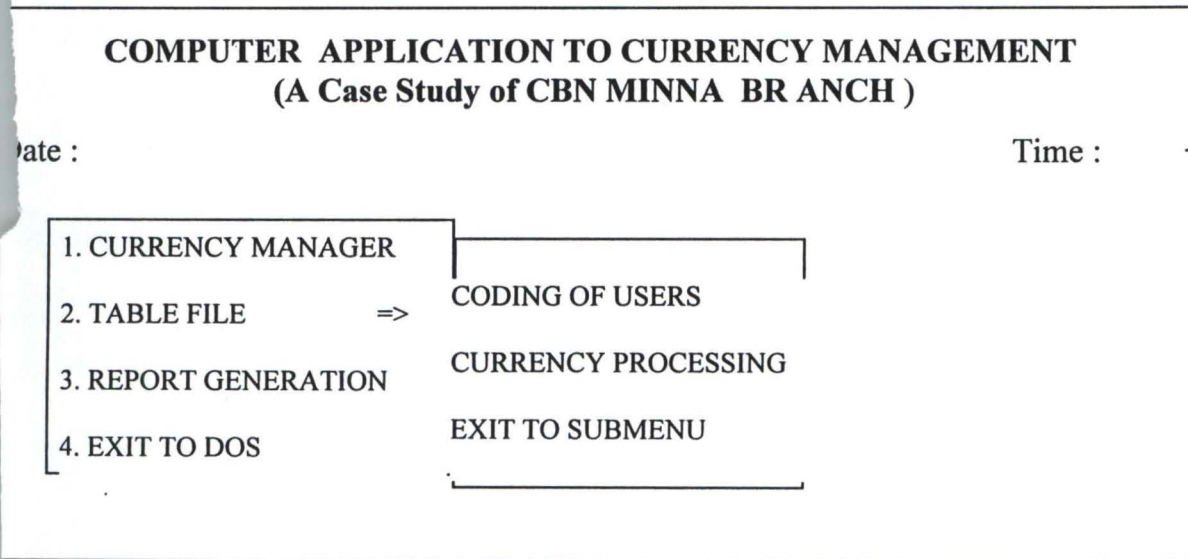 COMPUTER APPLICATION TO CURRENCY MANAGEMENT
(A Case Study of CBN MINNA BR ANCH )
ate : Time :
1. CURRENCY MANAGER
2. TABLE FILE =>
3. REPORT GENERATION
4. EXIT TO DOS
CODING OF USERS
CURRENCY PROCESSING
EXIT TO SUBMENU